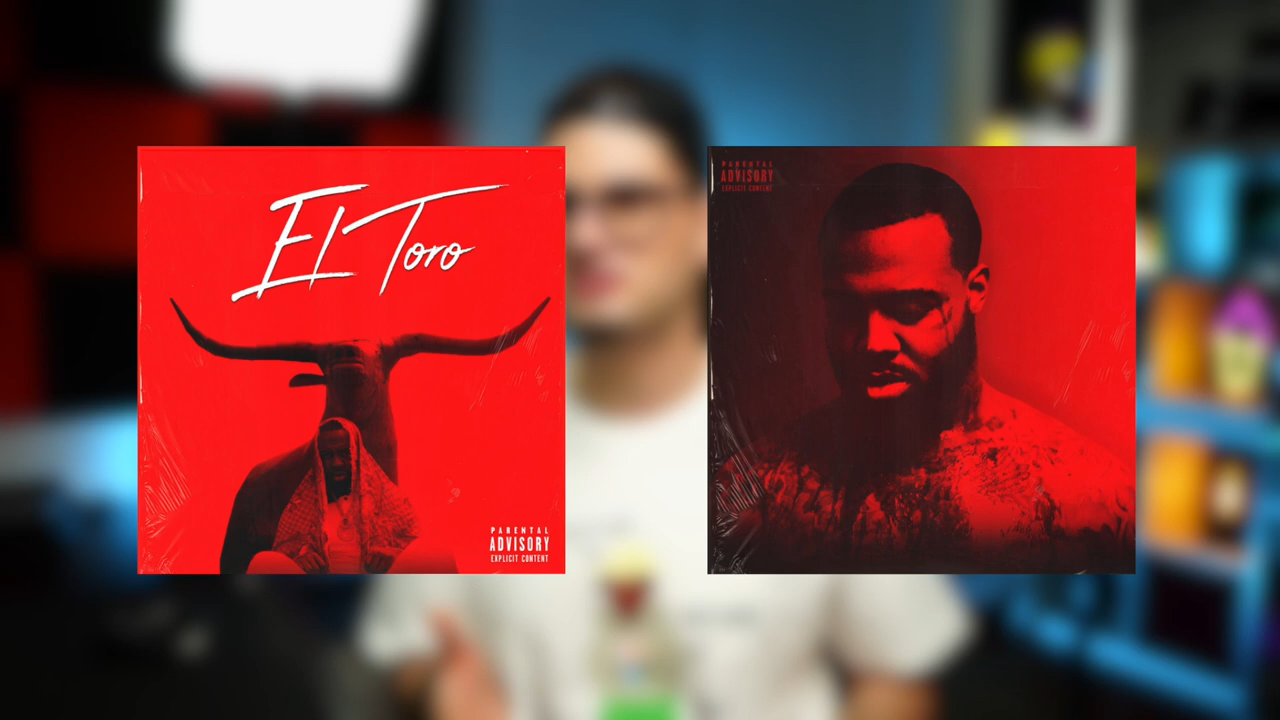 El Toro
PARENTAL
ADVISORY
EXPLICIT CONTENT
PARENTAL
ADVISORY
EXPLICIT CONTENT